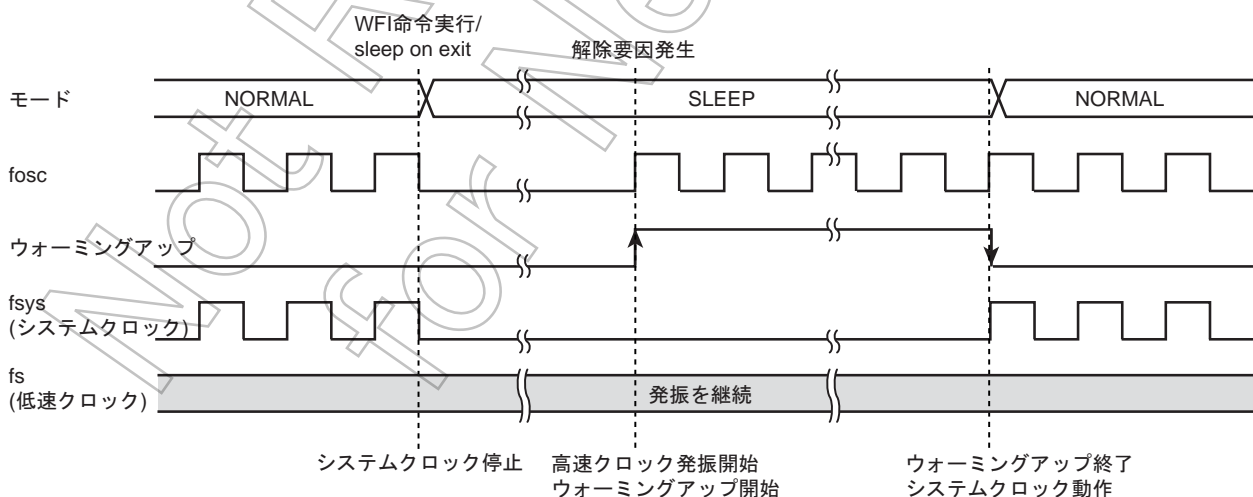 WFI命令実行/
sleep on exit
解除要因発生
モード
NORMAL
SLEEP
NORMAL
fosc
ウォーミングアップ
fsys
(システムクロック)
fs
(低速クロック)
発振を継続
システムクロック停止
高速クロック発振開始
ウォーミングアップ開始
ウォーミングアップ終了
システムクロック動作
Not R
for N